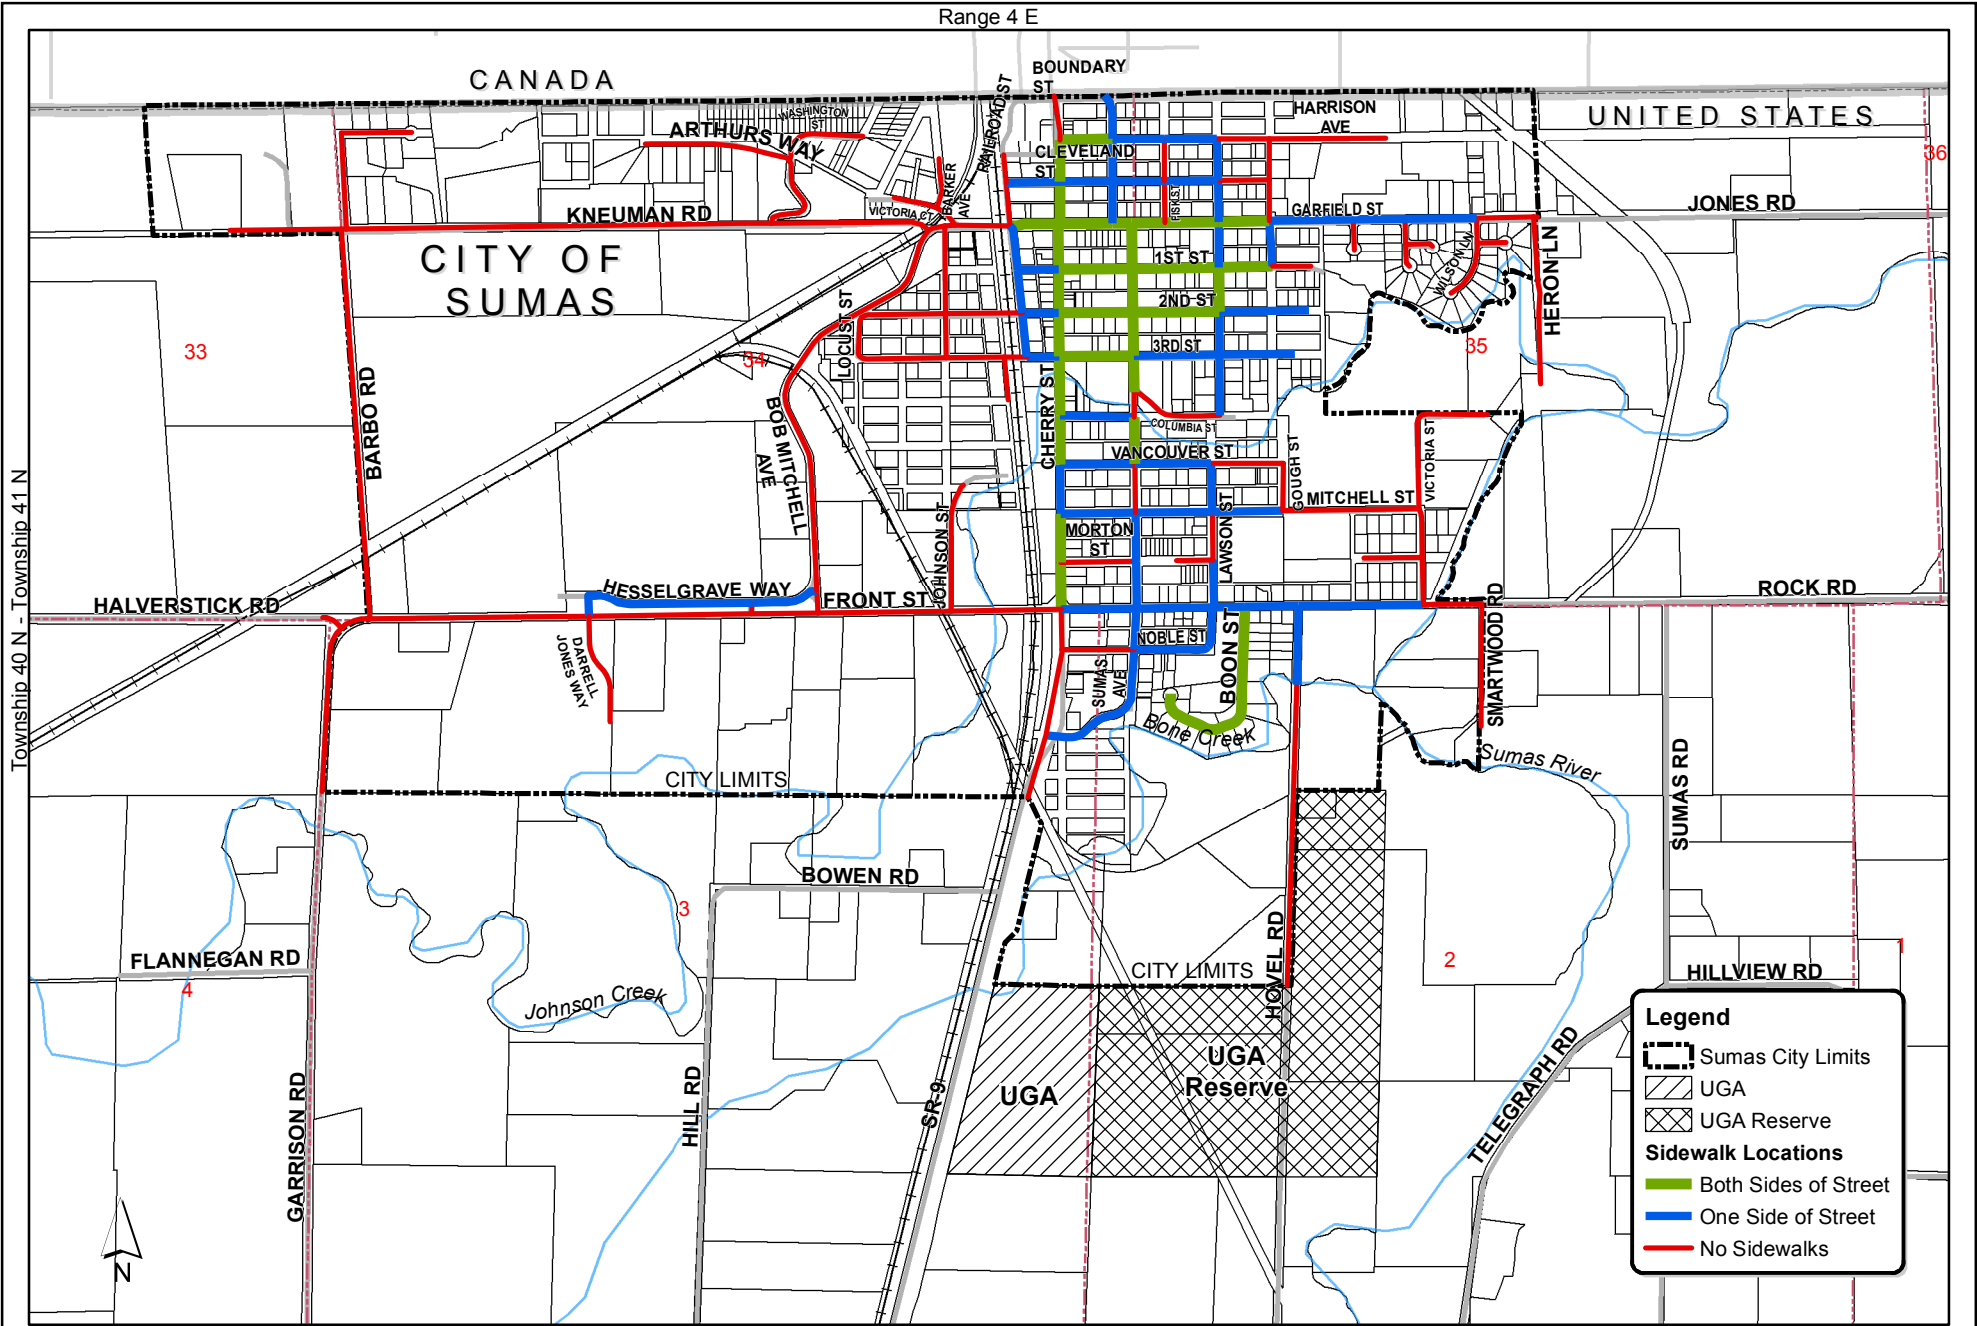 Range 4 E
CANADA
BOUNDARY
ST
RAILROAD ST
WASHINGTON
ST
HARRISON
AVE
UNITED STATES
ARTHURS WAY
CLEVELAND
ST
36
BARKER
AVE
FISK ST
VICTORIA CT
KNEUMAN RD
GARFIELD ST
JONES RD
CITY OF
SUMAS
1ST ST
WILSON LN
HERON LN
2ND ST
LOCUST ST
3RD ST
33
34
35
BARBO RD
CHERRY ST
BOB MITCHELL
AVE
COLUMBIA ST
VANCOUVER ST
GOUGH ST
VICTORIA ST
MITCHELL ST
Township 40 N - Township 41 N
JOHNSON ST
MORTON
ST
LAWSON ST
HESSELGRAVE WAY
FRONT ST
HALVERSTICK RD
ROCK RD
SMARTWOOD RD
DARRELL
JONES WAY
NOBLE ST
SUMAS
AVE
BOON ST
Bone Creek
Sumas River
SUMAS RD
CITY LIMITS
BOWEN RD
3
HOVEL RD
FLANNEGAN RD
4
2
1
CITY LIMITS
HILLVIEW RD
Johnson Creek
UGA
UGA
Reserve
SR-9
HILL RD
GARRISON RD
TELEGRAPH RD
N
Legend
Sumas City Limits
UGA
UGA Reserve
Sidewalk Locations
Both Sides of Street
One Side of Street
No Sidewalks